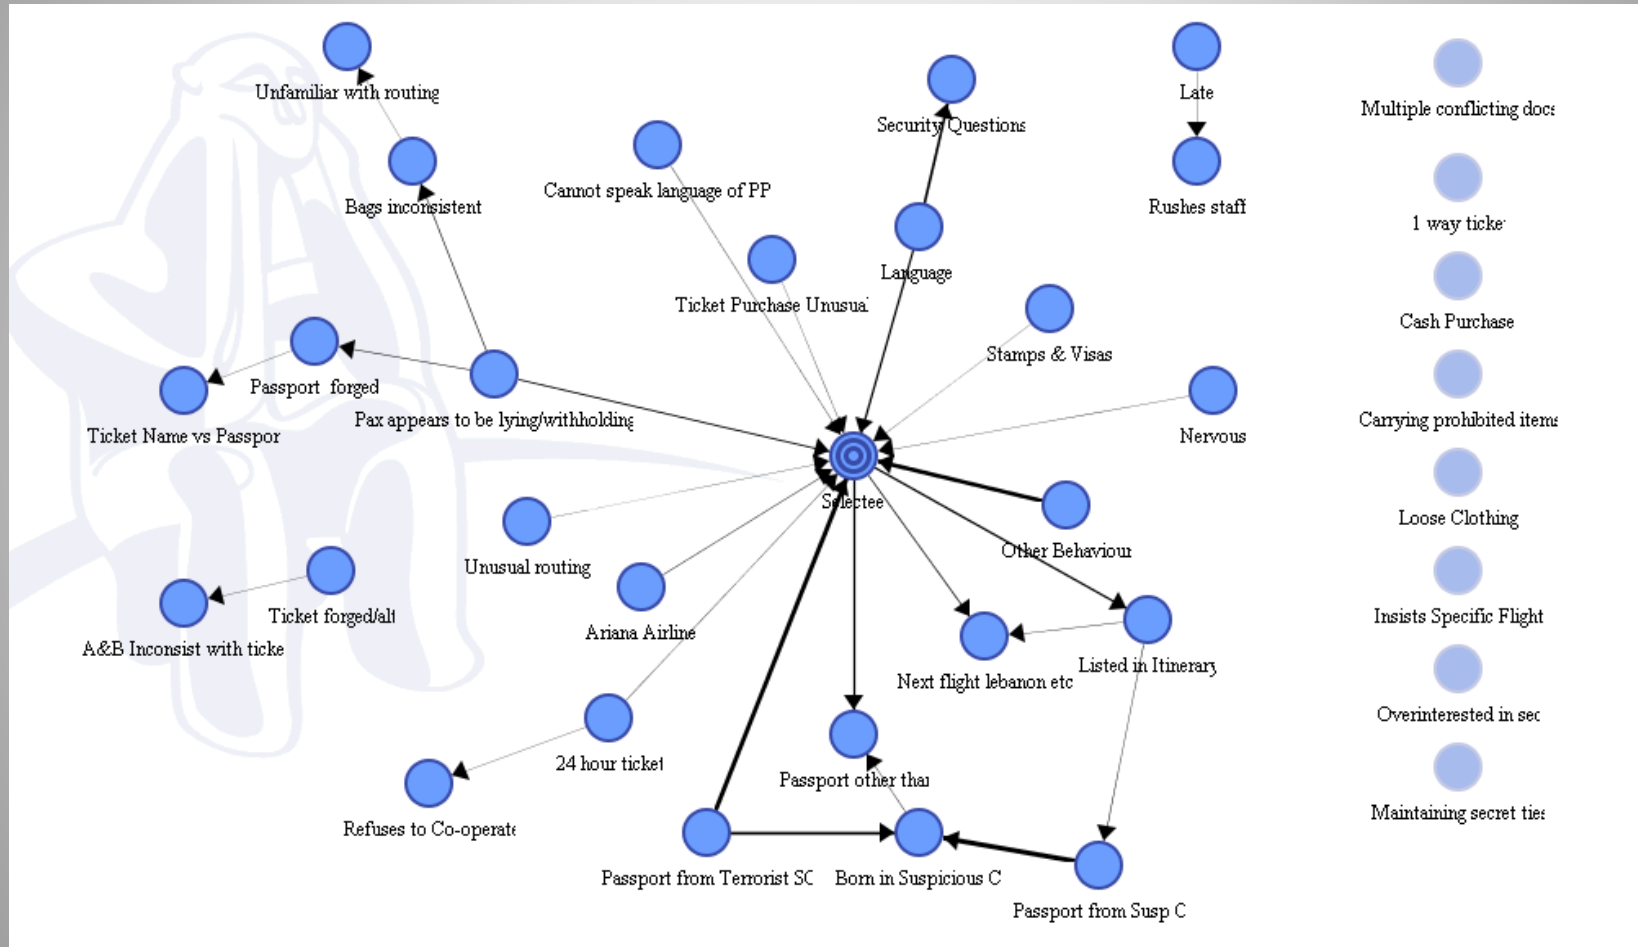 Unfamiliar with routing
Security Questions
Late
Multiple conflicting docs
Cannot speak language of PP
Bags inconsistent
Rushes staff
1 way ticke
Language
Ticket Purchase Unusual
Cash Purchase
Stamps & Visas
Passport forged
Pax appears to be lying/withholding
Carrying prohibited items
Ticket Name vs Passpor
Nervous
Selectee
Loose Clothing
Other Behaviour
Unusual routing
Ticket forged/alt
Insists Specific Flight
Ariana Airline
A&B Inconsist with ticke
Listed in Itinerary
Next flight lebanon etc
Overinterested in sec
24 hour ticket
Passport other than
Maintaining secret ties
Refuses to Co-operate
Passport from Terrorist SC
Born in Suspicious C
Passport from Susp C